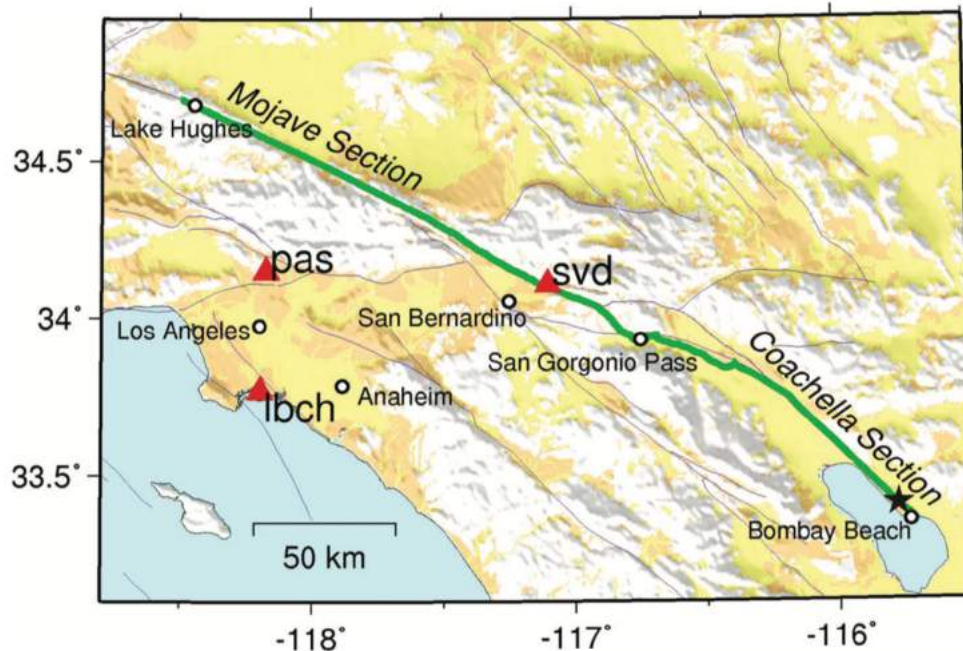 Mojave Section
Lake Hughes
34.5°
pas
svd
34°
Los Angeles
San Bernardino
San Gorgonio Pass
Coachella Section
lbch
Anaheim
33.5°
Bombay Beach
50 km
-118°
-117°
-116°